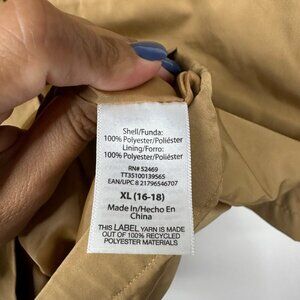 Shell/Funda:
100% Polyester/Poliéster
Lining/Forro:
100% Polyester/Poliéster
RN# 52469
TT35100139565
EAN/UPC 8 21796546707
XL (16-18)
Made In/Hecho En
China
This LABEL YARN IS MADE
OUT OF 100% RECYCLED
POLYESTER MATERIALS